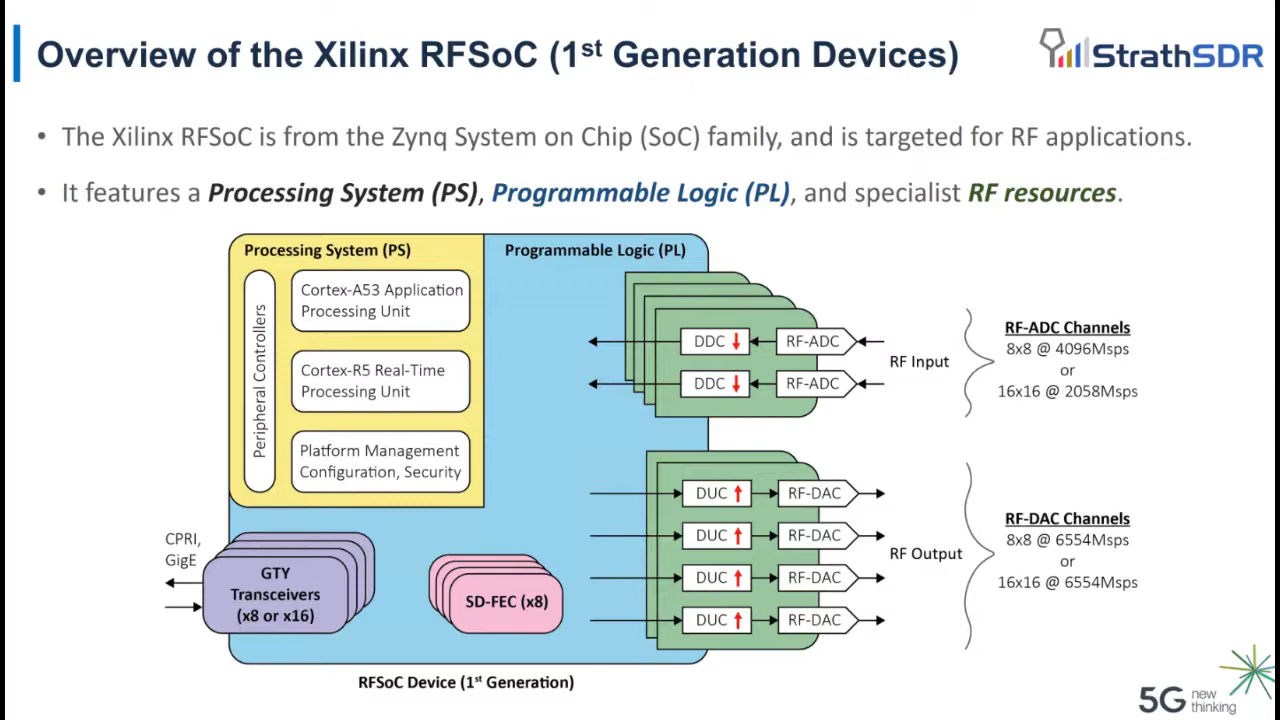 Overview of the Xilinx RFSoC (1st Generation Devices)
StrathSDR
• The Xilinx RFSoC is from the Zynq System on Chip (SoC) family, and is targeted for RF applications.
• It features a Processing System (PS), Programmable Logic (PL), and specialist RF resources.
Processing System (PS)
Programmable Logic (PL)
Peripheral Controllers
Cortex-A53 Application
Processing Unit
Cortex-R5 Real-Time
Processing Unit
Platform Management
Configuration, Security
DDC
RF-ADC
DDC
RF-ADC
RF Input
RF-ADC Channels
8x8 @ 4096Msps
or
16x16 @ 2058Msps
DUC
RF-DAC
DUC
RF-DAC
DUC
RF-DAC
DUC
RF-DAC
RF Output
RF-DAC Channels
8x8 @ 6554Msps
or
16x16 @ 6554Msps
CPRI,
GigE
GTY
Transceivers
(x8 or x16)
SD-FEC (x8)
RFSoC Device (1st Generation)
5G new
thinking